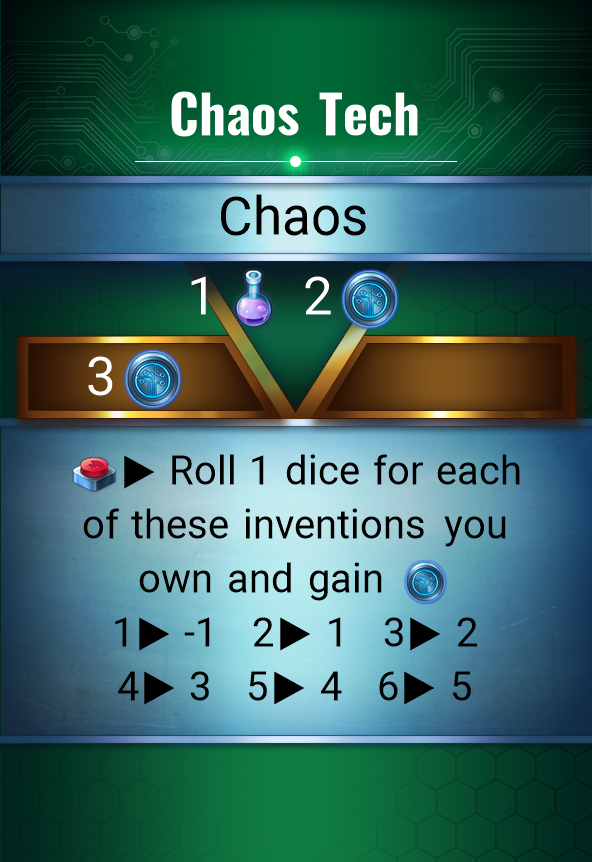 Chaos Tech
Chaos
1 2
3
▶ Roll 1 dice for each
of these inventions you
own and gain
1▶ -1 2▶ 1 3▶ 2
4▶ 3 5▶ 4 6▶ 5